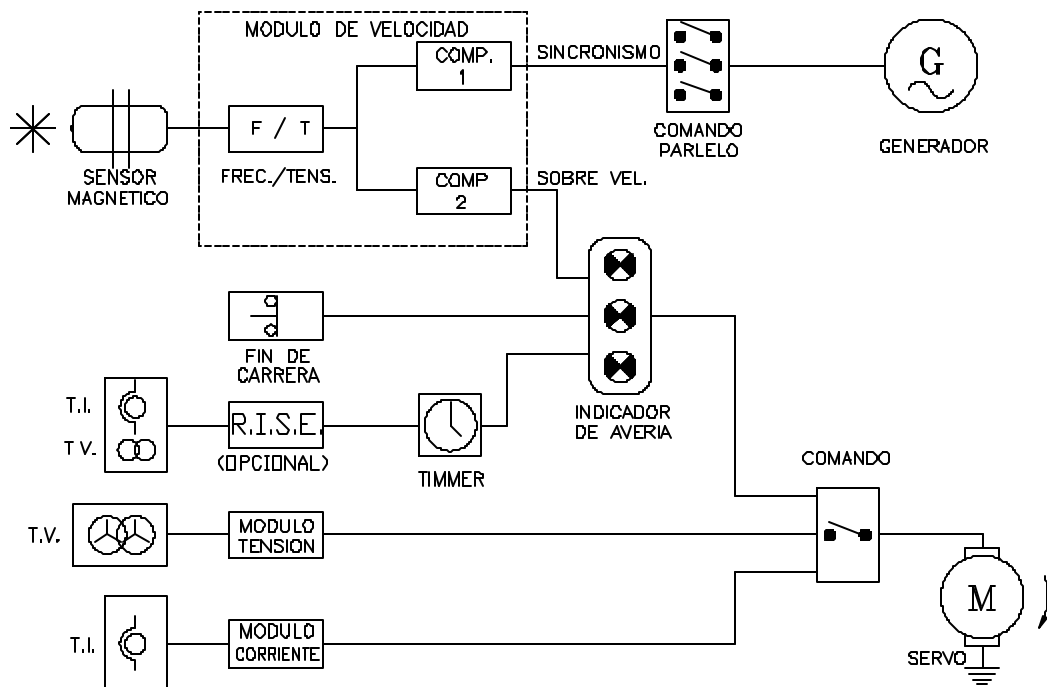 MODULO DE VELOCIDAD
COMP.
1
SINCRONISMO
G
F / T
COMANDO
PARLELO
GENERADOR
SENSOR
MAGNETICO
FREC./TENS.
COMP
2
SOBRE VEL.
FIN DE
CARRERA
T.I.
T V.
R.I.S.E.
(OPCIONAL)
TIMMER
INDICADOR
DE AVERIA
COMANDO
T.V.
MODULO
TENSION
M
T.I.
MODULO
CORRIENTE
SERVO